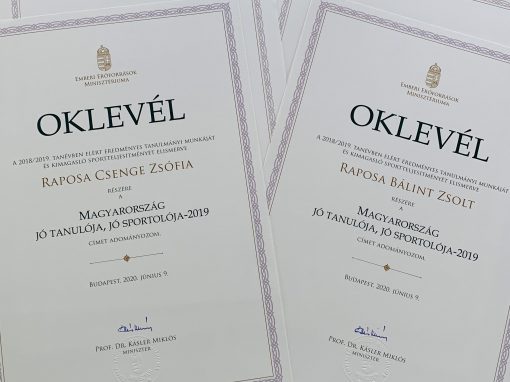 Emberi Erőforrások
Minisztériuma
OKLEVÉL
A 2018/2019. tanévben elért eredményes tanulmányi munkáját
és kimagasló sportteljesítményét elismerve
Raposa Csenge Zsófia
részére
a
Magyarország
jó tanulója, jó sportolója-2019
címet adományozom.
Budapest, 2020. június 9.
Prof. Dr. Kásler Miklós
miniszter
Emberi Erőforrások
Minisztériuma
OKLEVÉL
A 2018/2019. tanévben elért eredményes tanulmányi munkáját
és kimagasló sportteljesítményét elismerve
Raposa Bálint Zsolt
részére
a
Magyarország
jó tanulója, jó sportolója-2019
címet adományozom.
Budapest, 2020. június 9.
Prof. Dr. Kásler Miklós
miniszter